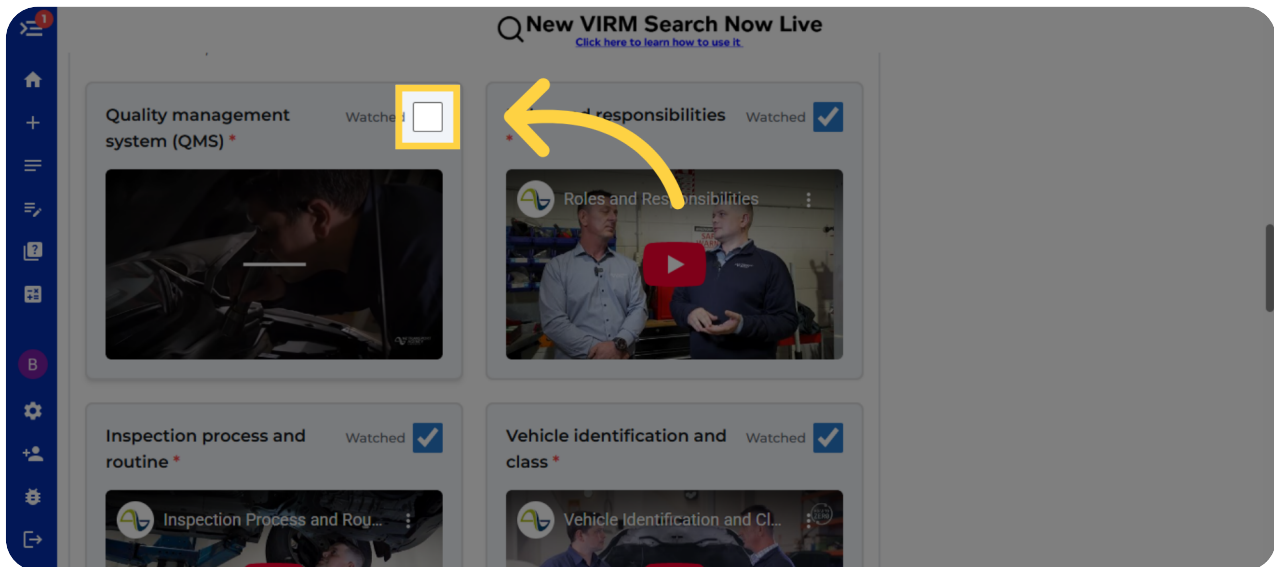 1
New VIRM Search Now Live
Click here to learn how to use it
Quality management
system (QMS) *
Watched
responsibilities
*
Watched
Roles and Responsibilities
B
Inspection process and
routine *
Watched
Vehicle identification and
class *
Watched
Inspection Process and Rou...
Vehicle Identification and Cl...